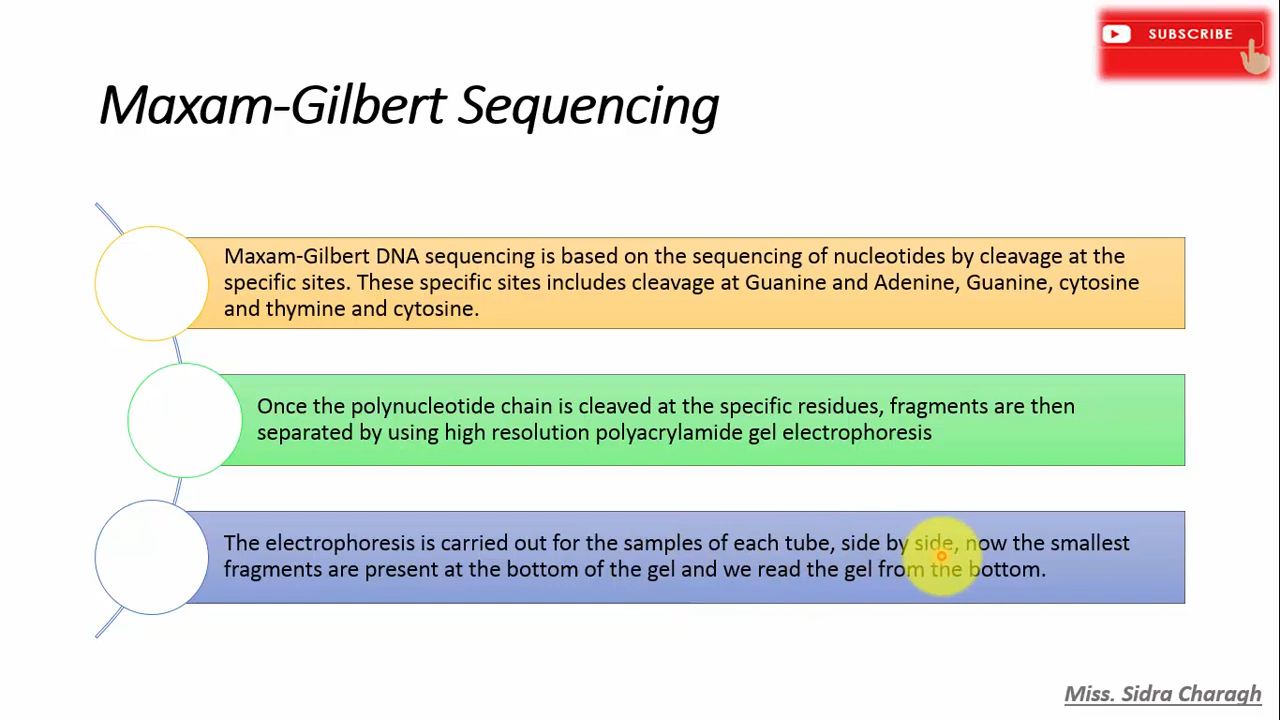 SUBSCRIBE
Maxam-Gilbert Sequencing
Maxam-Gilbert DNA sequencing is based on the sequencing of nucleotides by cleavage at the
specific sites. These specific sites includes cleavage at Guanine and Adenine, Guanine, cytosine
and thymine and cytosine.
Once the polynucleotide chain is cleaved at the specific residues, fragments are then
separated by using high resolution polyacrylamide gel electrophoresis
The electrophoresis is carried out for the samples of each tube, side by side, now the smallest
fragments are present at the bottom of the gel and we read the gel from the bottom.
Miss. Sidra Charagh